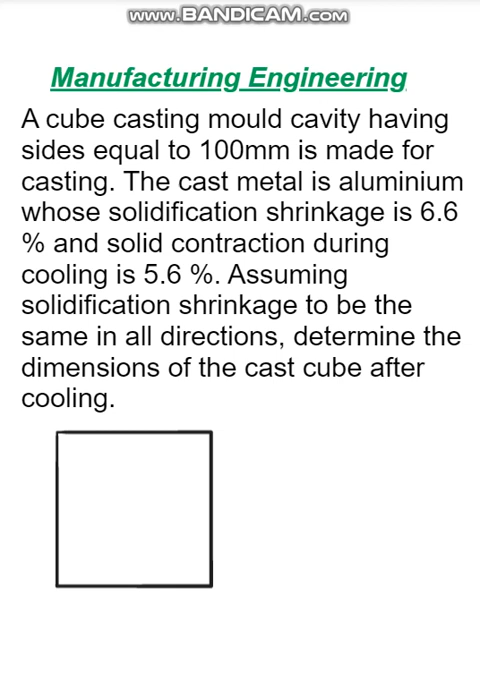 www.BANDICAM.com
Manufacturing Engineering
A cube casting mould cavity having
sides equal to 100mm is made for
casting. The cast metal is aluminium
whose solidification shrinkage is 6.6
% and solid contraction during
cooling is 5.6 %. Assuming
solidification shrinkage to be the
same in all directions, determine the
dimensions of the cast cube after
cooling.